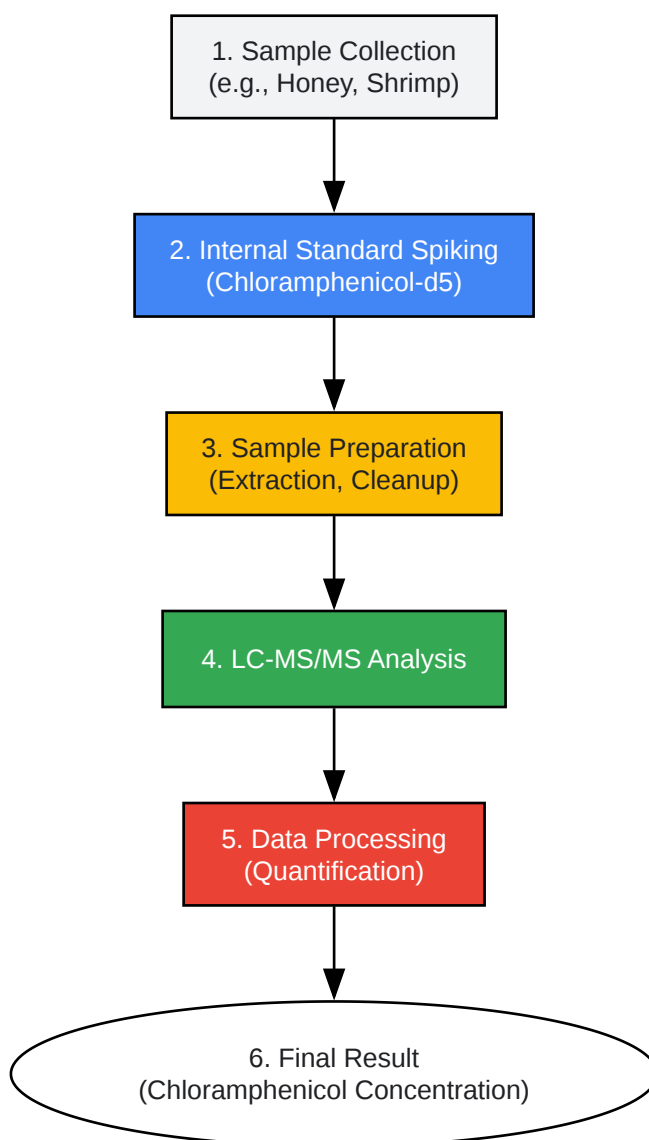 1. Sample Collection
(e.g., Honey, Shrimp)
2. Internal Standard Spiking
(Chloramphenicol-d5)
3. Sample Preparation
(Extraction, Cleanup)
4. LC-MS/MS Analysis
5. Data Processing
(Quantification)
6. Final Result
(Chloramphenicol Concentration)